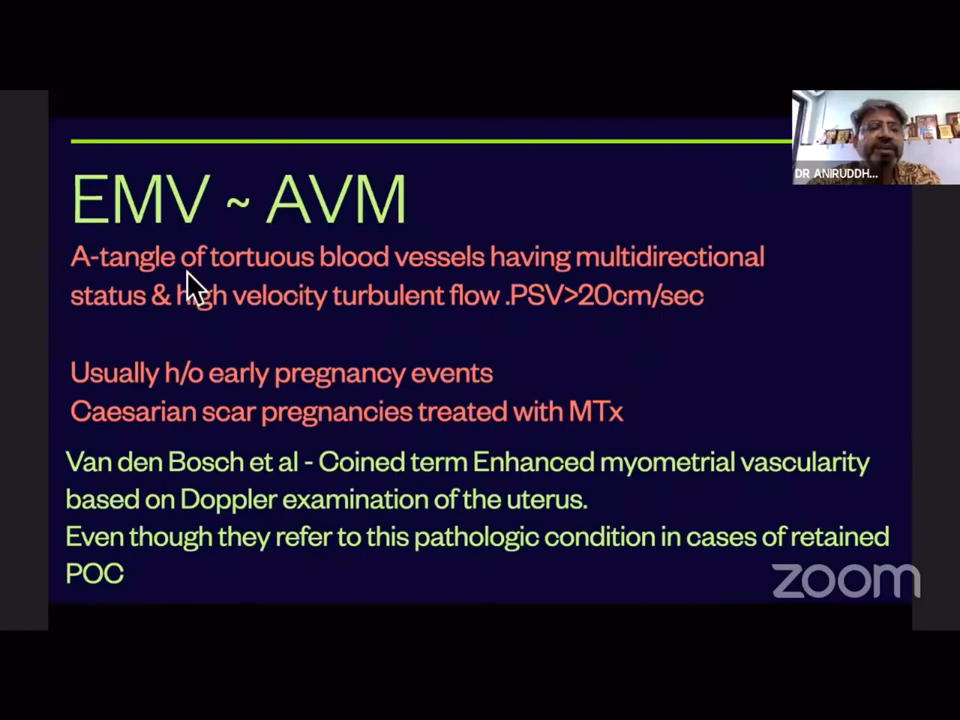 DR ANIRUDDH...
EMV ~ AVM
A-tangle of tortuous blood vessels having multidirectional
status & high velocity turbulent flow .PSV>20cm/sec
Usually h/o early pregnancy events
Caesarian scar pregnancies treated with MTx
Van den Bosch et al - Coined term Enhanced myometrial vascularity
based on Doppler examination of the uterus.
Even though they refer to this pathologic condition in cases of retained
POC
zoom